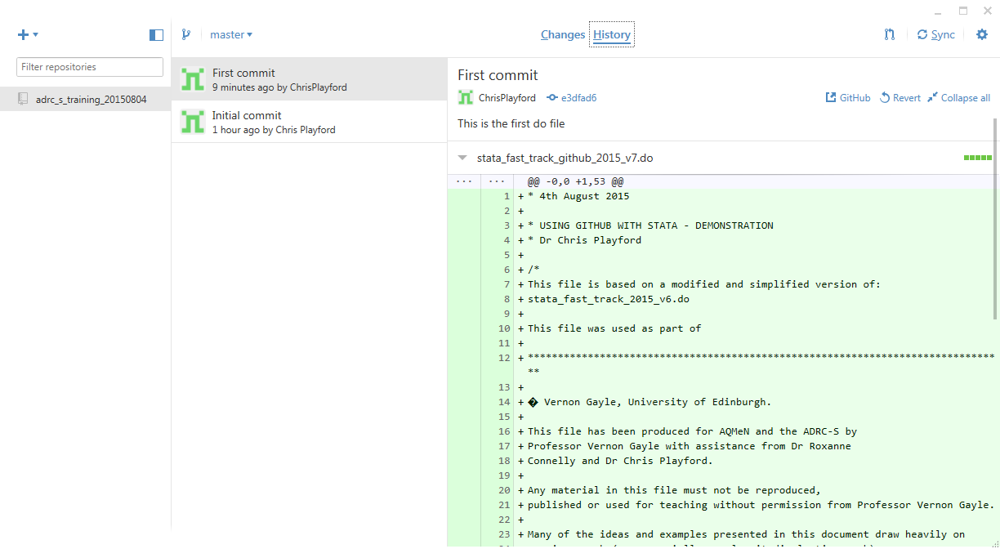 master
Changes
History
Sync
Filter repositories
adrc_s_training_20150804
First commit
9 minutes ago by ChrisPlayford
Initial commit
1 hour ago by Chris Playford
First commit
ChrisPlayford
e3dfad6
GitHub
Revert
Collapse all
This is the first do file
stata_fast_track_github_2015_v7.do
... ... @@ -0,0 +1,53 @@
1 + * 4th August 2015
2 +
3 + * USING GITHUB WITH STATA - DEMONSTRATION
4 + * Dr Chris Playford
5 +
6 + /*
7 + This file is based on a modified and simplified version of:
8 + stata_fast_track_2015_v6.do
9 +
10 + This file was used as part of
11 +
12 + ******************************************************************************
**
13 +
14 + � Vernon Gayle, University of Edinburgh.
15 +
16 + This file has been produced for AQMeN and the ADRC-S by
17 + Professor Vernon Gayle with assistance from Dr Roxanne
18 + Connelly and Dr Chris Playford.
19 +
20 + Any material in this file must not be reproduced,
21 + published or used for teaching without permission from Professor Vernon Gayle.
22 +
23 + Many of the ideas and examples presented in this document draw heavily on